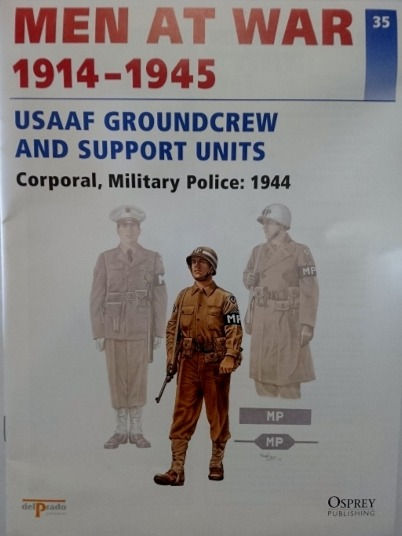 MEN AT WAR
35
1914–1945
USAAF GROUNDCREW
AND SUPPORT UNITS
Corporal, Military Police: 1944
M
MP
MP
MP
MP
delPrado
OSPREY
PUBLISHING